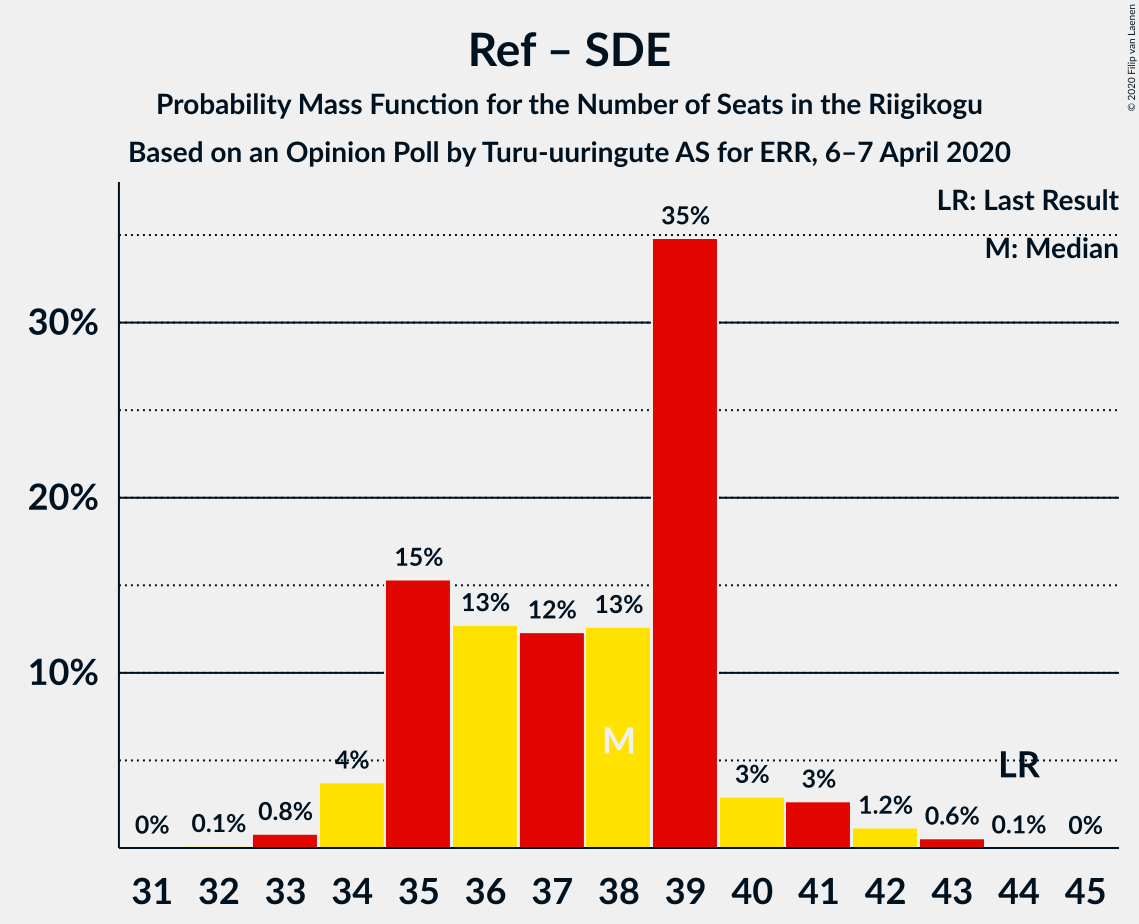 Ref – SDE
Probability Mass Function for the Number of Seats in the Riigikogu
Based on an Opinion Poll by Turu-uuringute AS for ERR, 6–7 April 2020
© 2020 Filip van Laenen
LR: Last Result
M: Median
35%
30%
20%
15%
13%
12%
13%
10%
M
4%
3%
3%
LR
0%
0.1%
0.8%
1.2%
0.6%
0.1%
0%
31 32 33 34 35 36 37 38 39 40 41 42 43 44 45